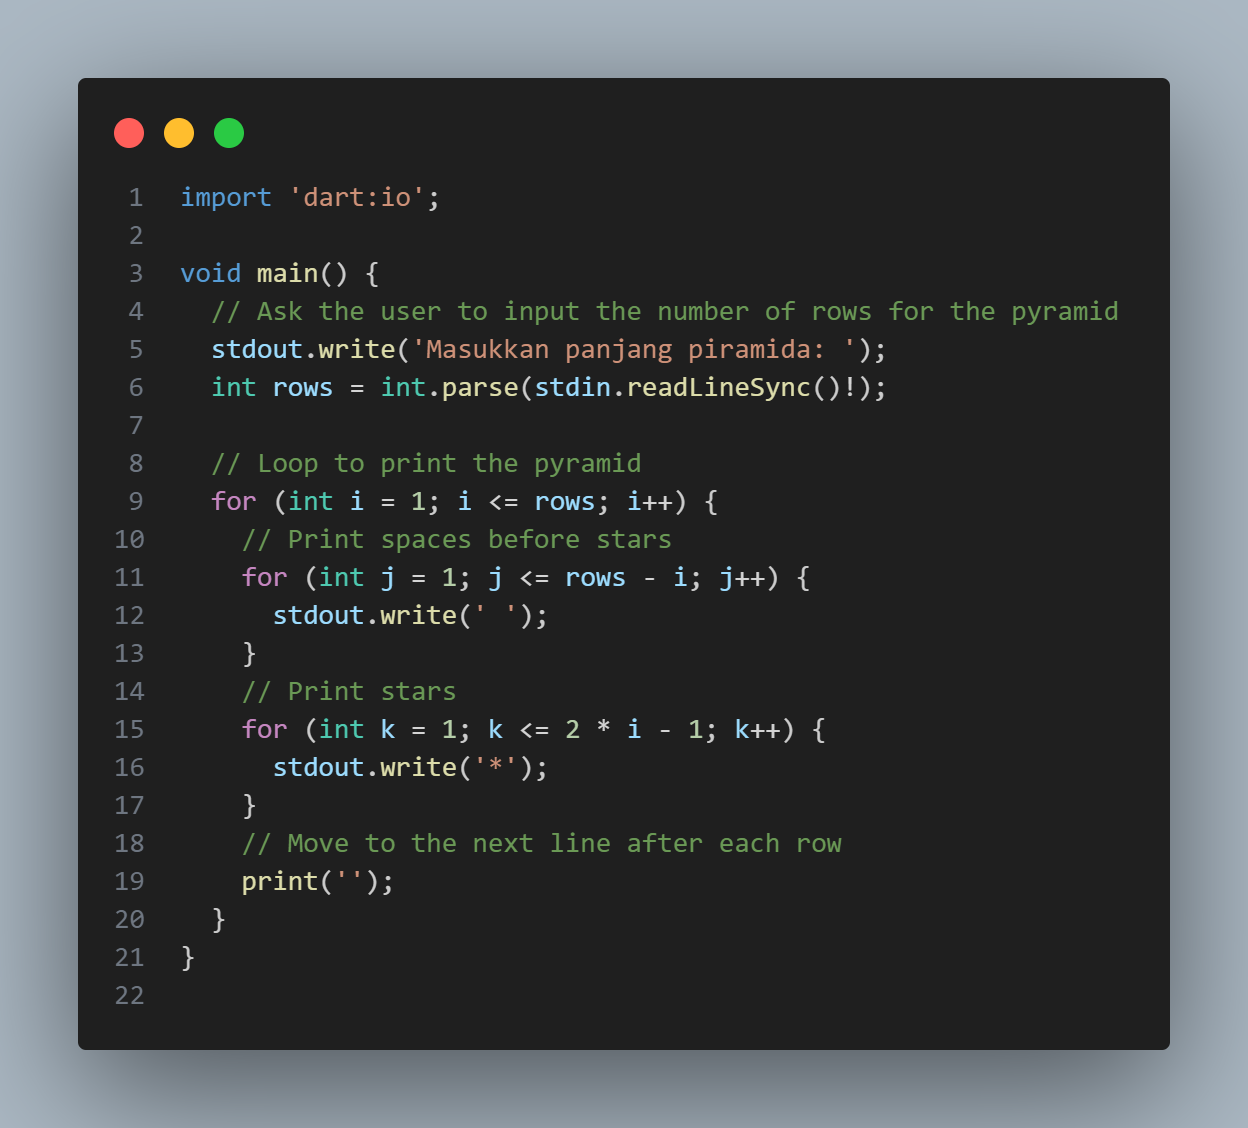 1 import 'dart:io';
2
3 void main() {
4   // Ask the user to input the number of rows for the pyramid
5   stdout.write('Masukkan panjang piramida: ');
6   int rows = int.parse(stdin.readLineSync()!);
7
8   // Loop to print the pyramid
9   for (int i = 1; i <= rows; i++) {
10     // Print spaces before stars
11     for (int j = 1; j <= rows - i; j++) {
12       stdout.write(' ');
13     }
14     // Print stars
15     for (int k = 1; k <= 2 * i - 1; k++) {
16       stdout.write('*');
17     }
18     // Move to the next line after each row
19     print('');
20   }
21 }
22